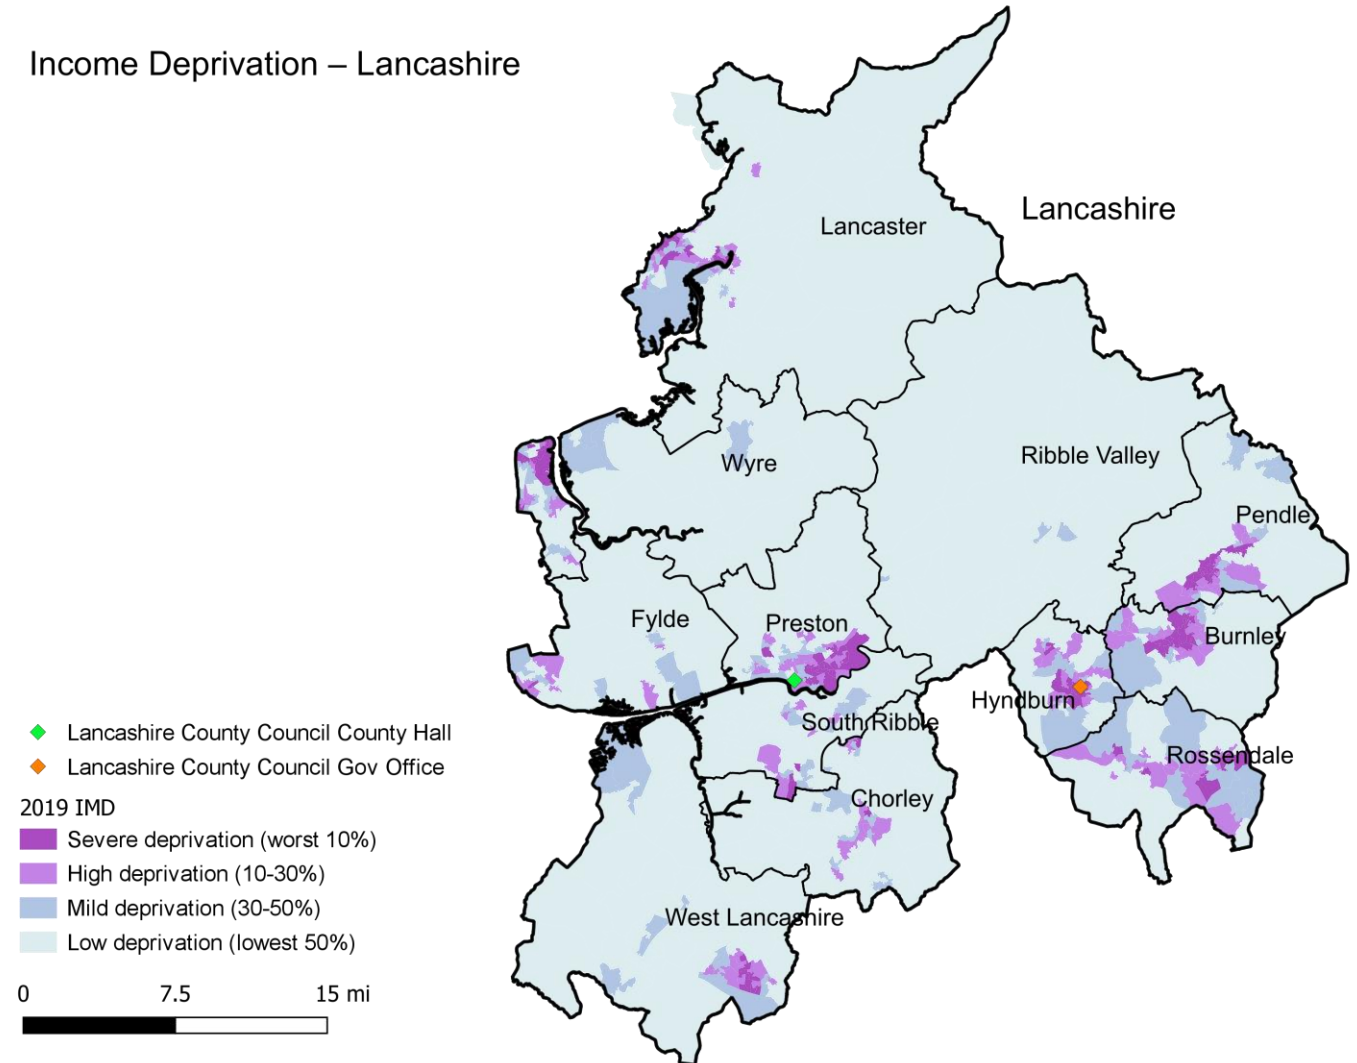 Income Deprivation – Lancashire
Lancashire
Lancaster
Wyre
Ribble Valley
Pendle
Fylde
Preston
Burnley
Hyndburn
South Ribble
Rossendale
Chorley
West Lancashire
Lancashire County Council County Hall
Lancashire County Council Gov Office
2019 IMD
Severe deprivation (worst 10%)
High deprivation (10-30%)
Mild deprivation (30-50%)
Low deprivation (lowest 50%)
0 7.5 15 mi